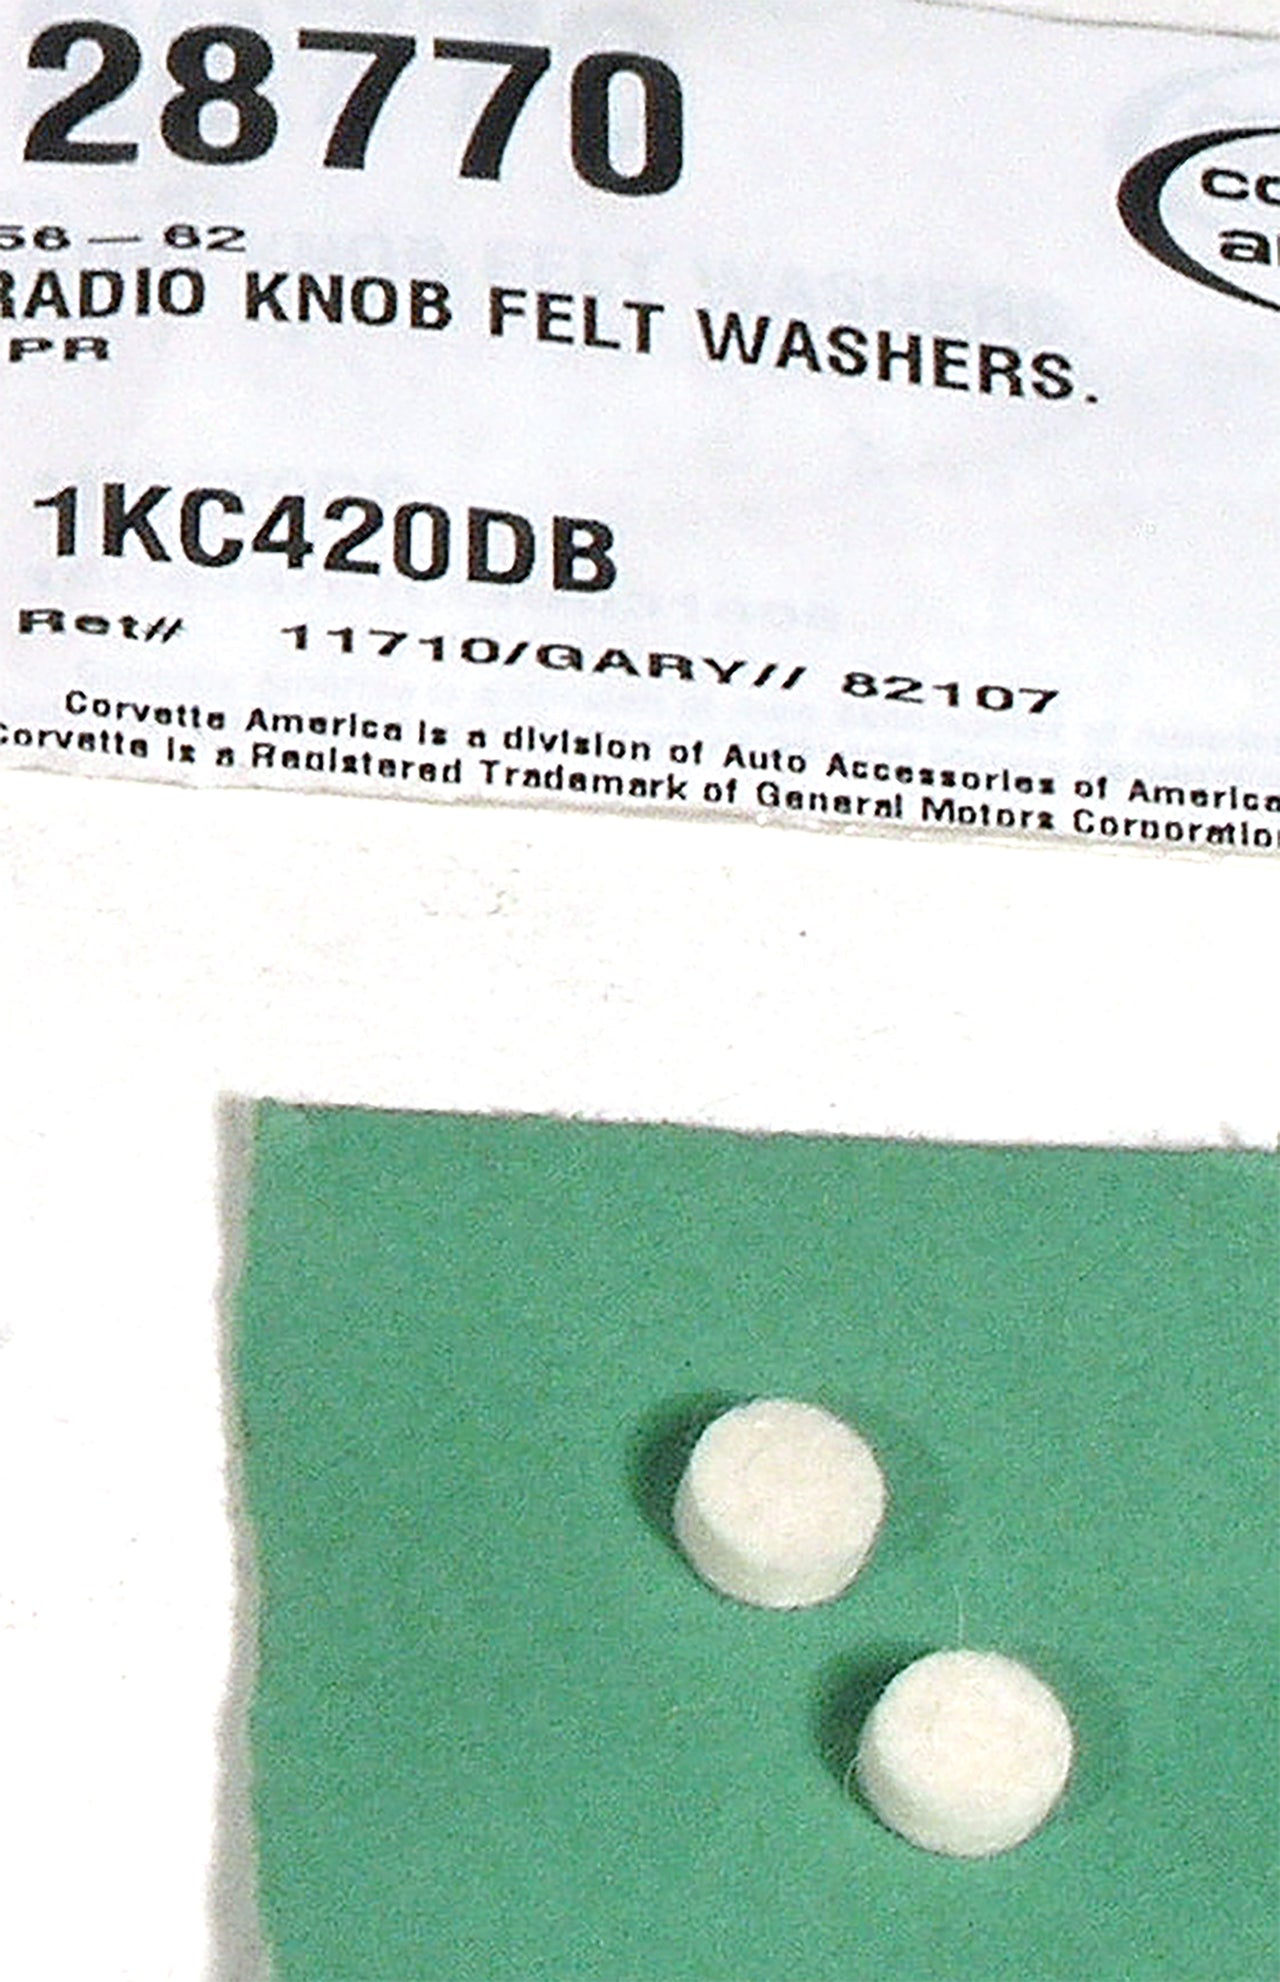 28770
56 — 62
RADIO KNOB FELT WASHERS.
PR
1KC420DB
Ret// 11710/GARY// 82107
Corvette America is a division of Auto Accessories of America
Corvette is a Registered Trademark of General Motors Corporation